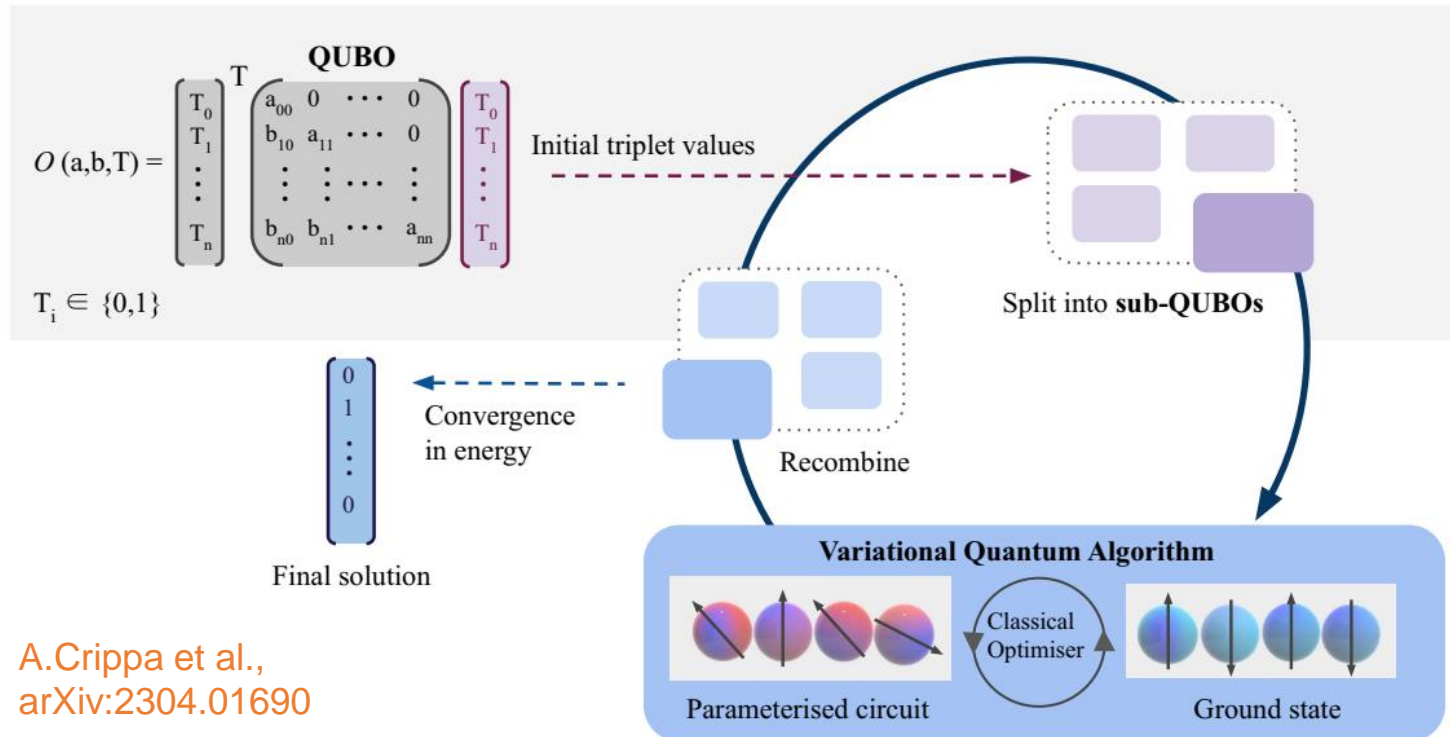 QUBO
O (a,b,T) =
T
T₀
T₁
⋮
Tₙ
a₀₀ 0 ··· 0
b₁₀ a₁₁ ··· 0
⋮ ⋮ ··· ⋮
bₙ₀ bₙ₁ ··· aₙₙ
T₀
T₁
⋮
Tₙ
Tᵢ ∈ {0,1}
Initial triplet values
Split into sub-QUBOs
Recombine
Convergence
in energy
0
1
⋮
0
Final solution
Variational Quantum Algorithm
Classical
Optimiser
Parameterised circuit
Ground state
A.Crippa et al.,
arXiv:2304.01690